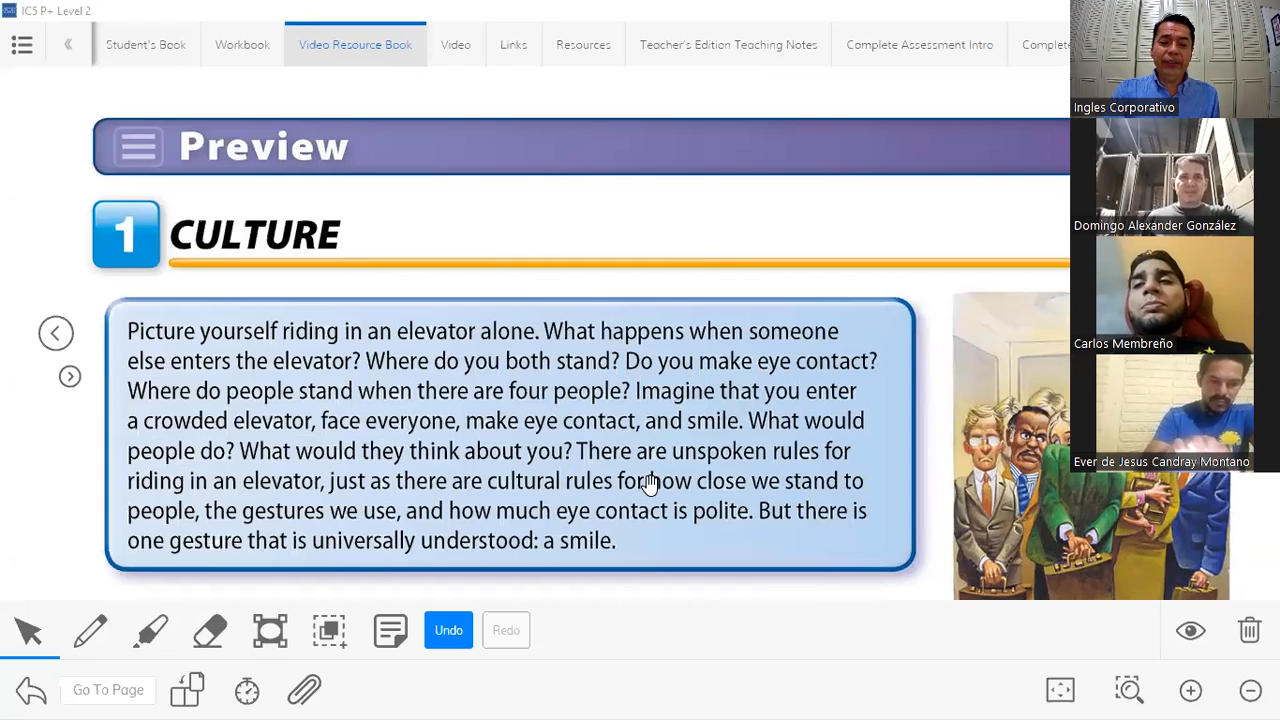 IC5 P+ Level 2
Student's Book Workbook Video Resource Book Video Links Resources Teacher's Edition Teaching Notes Complete Assessment Intro Complete
Ingles Corporativo
Preview
Domingo Alexander González
1 CULTURE
Carlos Membreño
Picture yourself riding in an elevator alone. What happens when someone
else enters the elevator? Where do you both stand? Do you make eye contact?
Where do people stand when there are four people? Imagine that you enter
a crowded elevator, face everyone, make eye contact, and smile. What would
people do? What would they think about you? There are unspoken rules for
riding in an elevator, just as there are cultural rules for how close we stand to
people, the gestures we use, and how much eye contact is polite. But there is
one gesture that is universally understood: a smile.
Ever de Jesus Candray Montano
Undo Redo
Go To Page